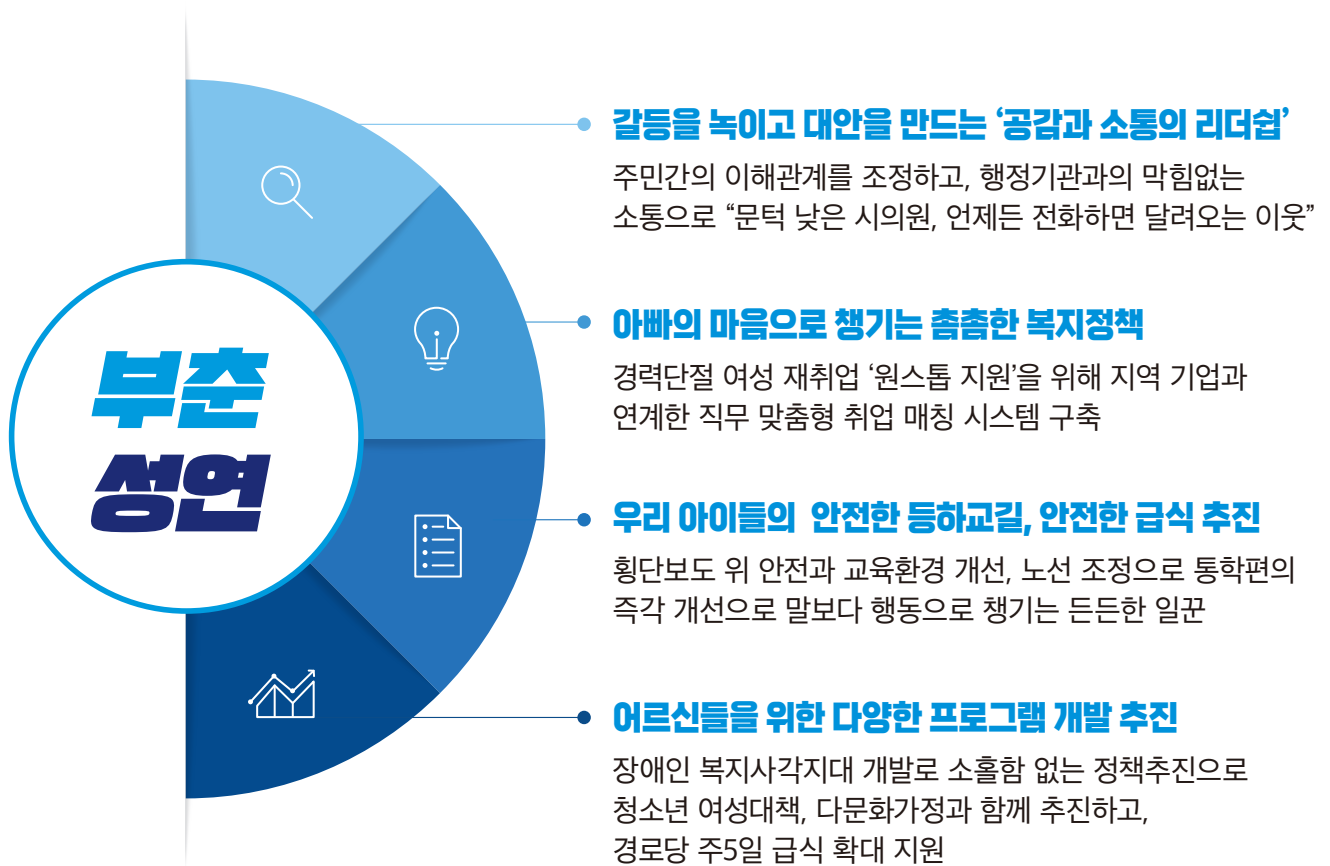 부춘
성연
갈등을 녹이고 대안을 만드는 ‘공감과 소통의 리더쉽’
주민간의 이해관계를 조정하고, 행정기관과의 막힘없는
소통으로 “문턱 낮은 시의원, 언제든 전화하면 달려오는 이웃”
아빠의 마음으로 챙기는 촘촘한 복지정책
경력단절 여성 재취업 ‘원스톱 지원’을 위해 지역 기업과
연계한 직무 맞춤형 취업 매칭 시스템 구축
우리 아이들의 안전한 등하교길, 안전한 급식 추진
횡단보도 위 안전과 교육환경 개선, 노선 조정으로 통학편의
즉각 개선으로 말보다 행동으로 챙기는 든든한 일꾼
어르신들을 위한 다양한 프로그램 개발 추진
장애인 복지사각지대 개발로 소홀함 없는 정책추진으로
청소년 여성대책, 다문화가정과 함께 추진하고,
경로당 주5일 급식 확대 지원